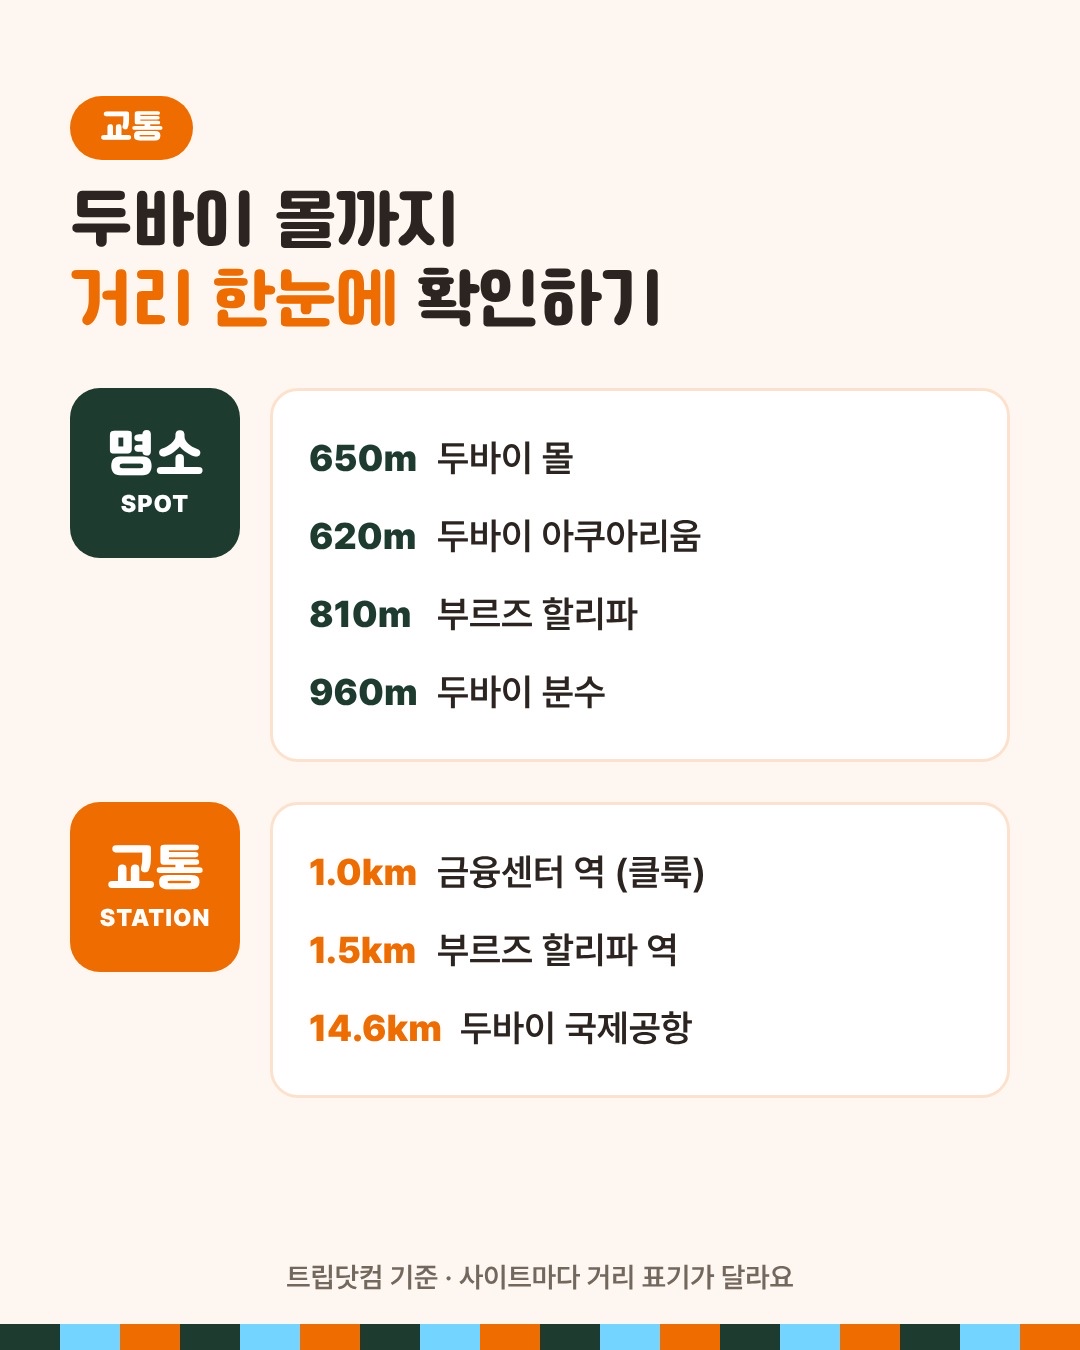 교통
두바이 몰까지
거리 한눈에 확인하기
명소
SPOT
650m 두바이 몰
620m 두바이 아쿠아리움
810m 부르즈 할리파
960m 두바이 분수
교통
STATION
1.0km 금융센터 역 (클룩)
1.5km 부르즈 할리파 역
14.6km 두바이 국제공항
트립닷컴 기준 · 사이트마다 거리 표기가 달라요